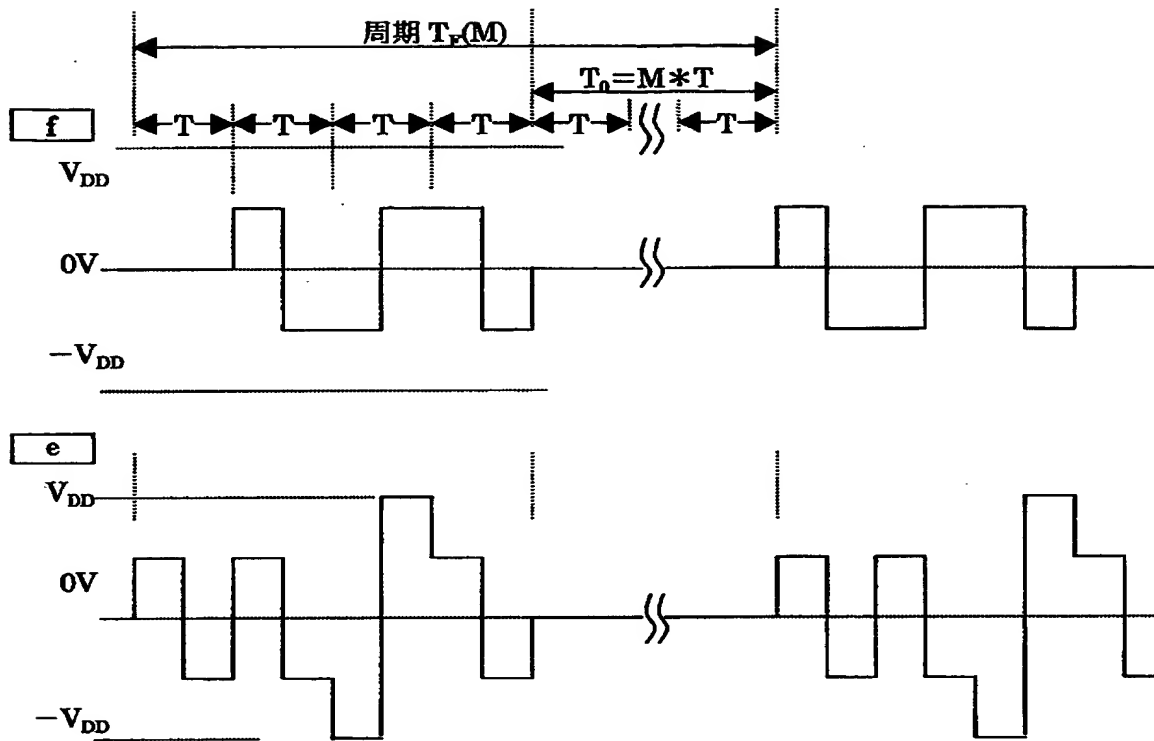 周期 T_F(M)
T₀=M*T
f
T T T T T T
V_DD
0V
−V_DD
e
V_DD
0V
−V_DD